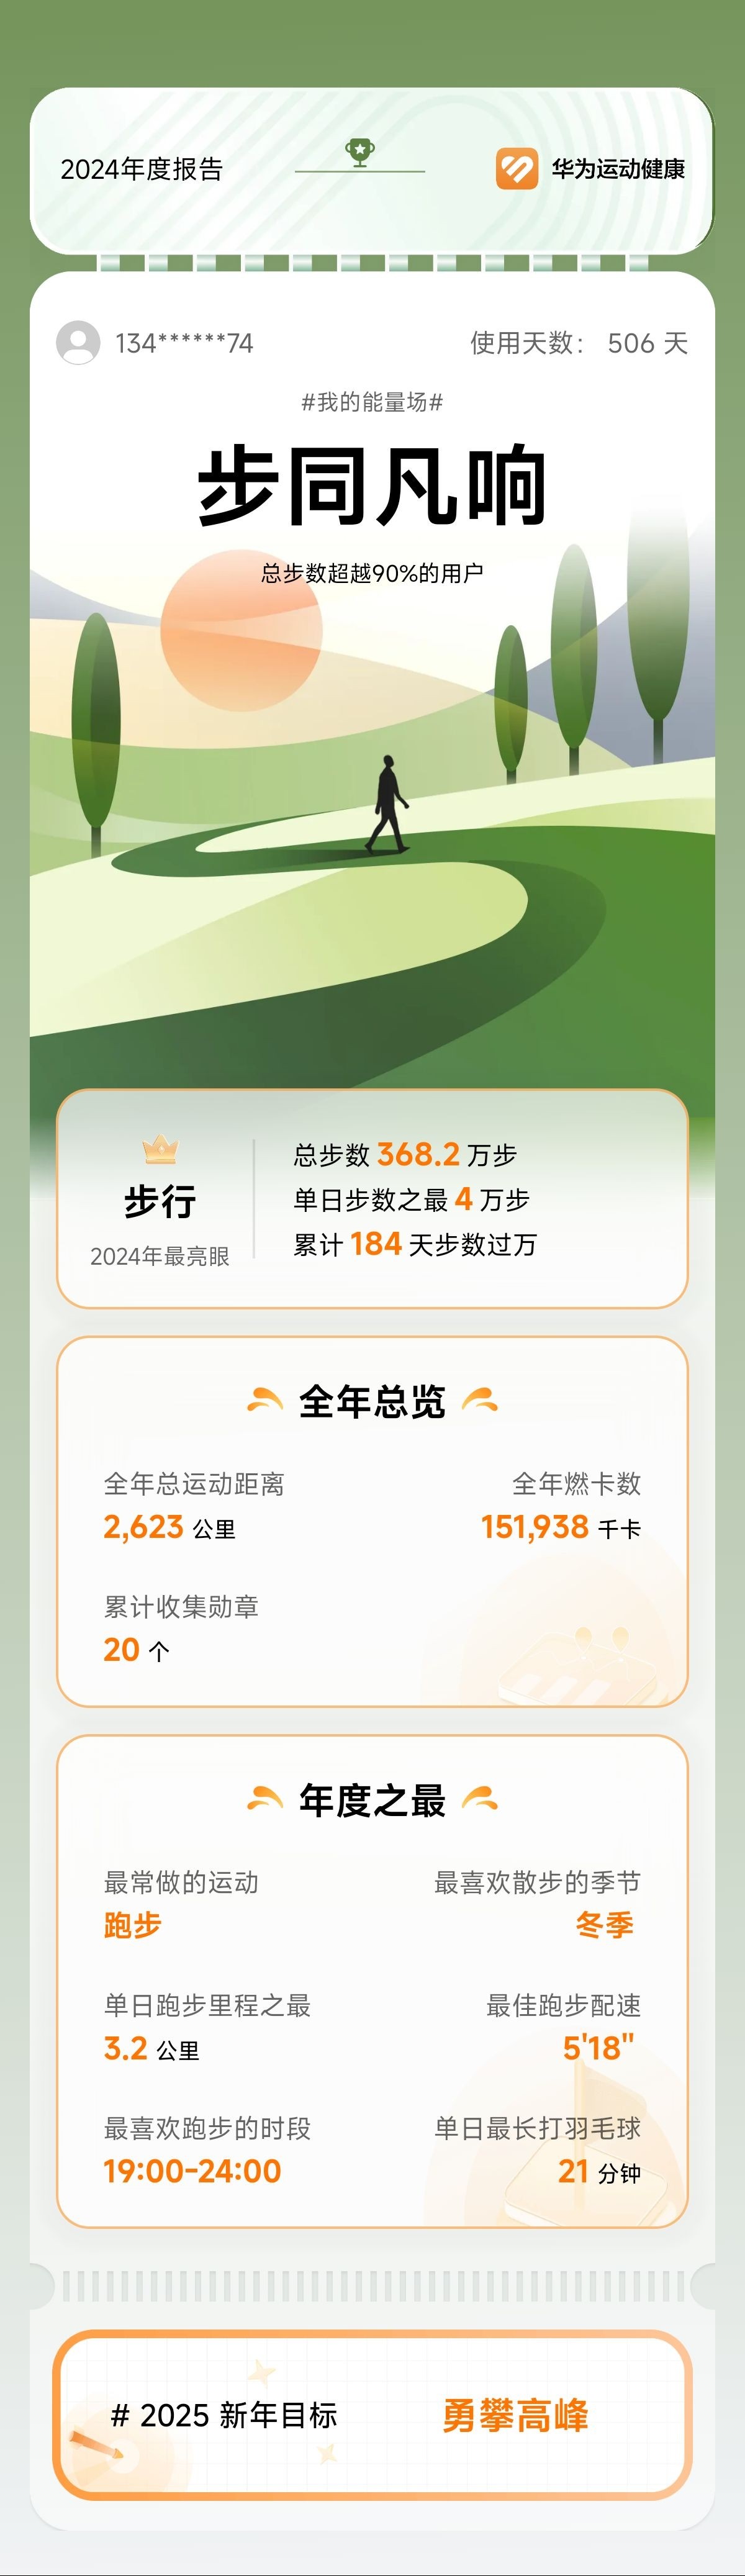 2024年度报告
华为运动健康
134******74
使用天数： 506 天
#我的能量场#
步同凡响
总步数超越90%的用户
步行
2024年最亮眼
总步数 368.2 万步
单日步数之最 4 万步
累计 184 天步数过万
全年总览
全年总运动距离
2,623 公里
全年燃卡数
151,938 千卡
累计收集勋章
20 个
年度之最
最常做的运动
跑步
最喜欢散步的季节
冬季
单日跑步里程之最
3.2 公里
最佳跑步配速
5'18"
最喜欢跑步的时段
19:00-24:00
单日最长打羽毛球
21 分钟
# 2025 新年目标
勇攀高峰